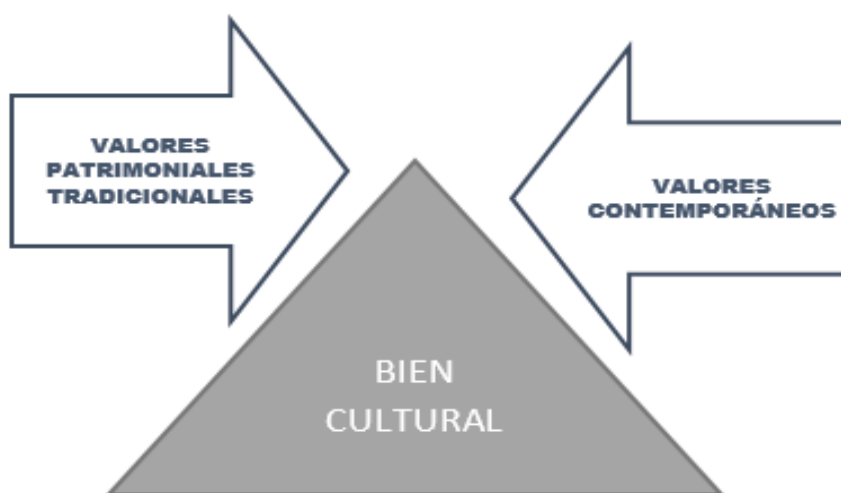 VALORES
PATRIMONIALES
TRADICIONALES
VALORES
CONTEMPORÁNEOS
BIEN
CULTURAL